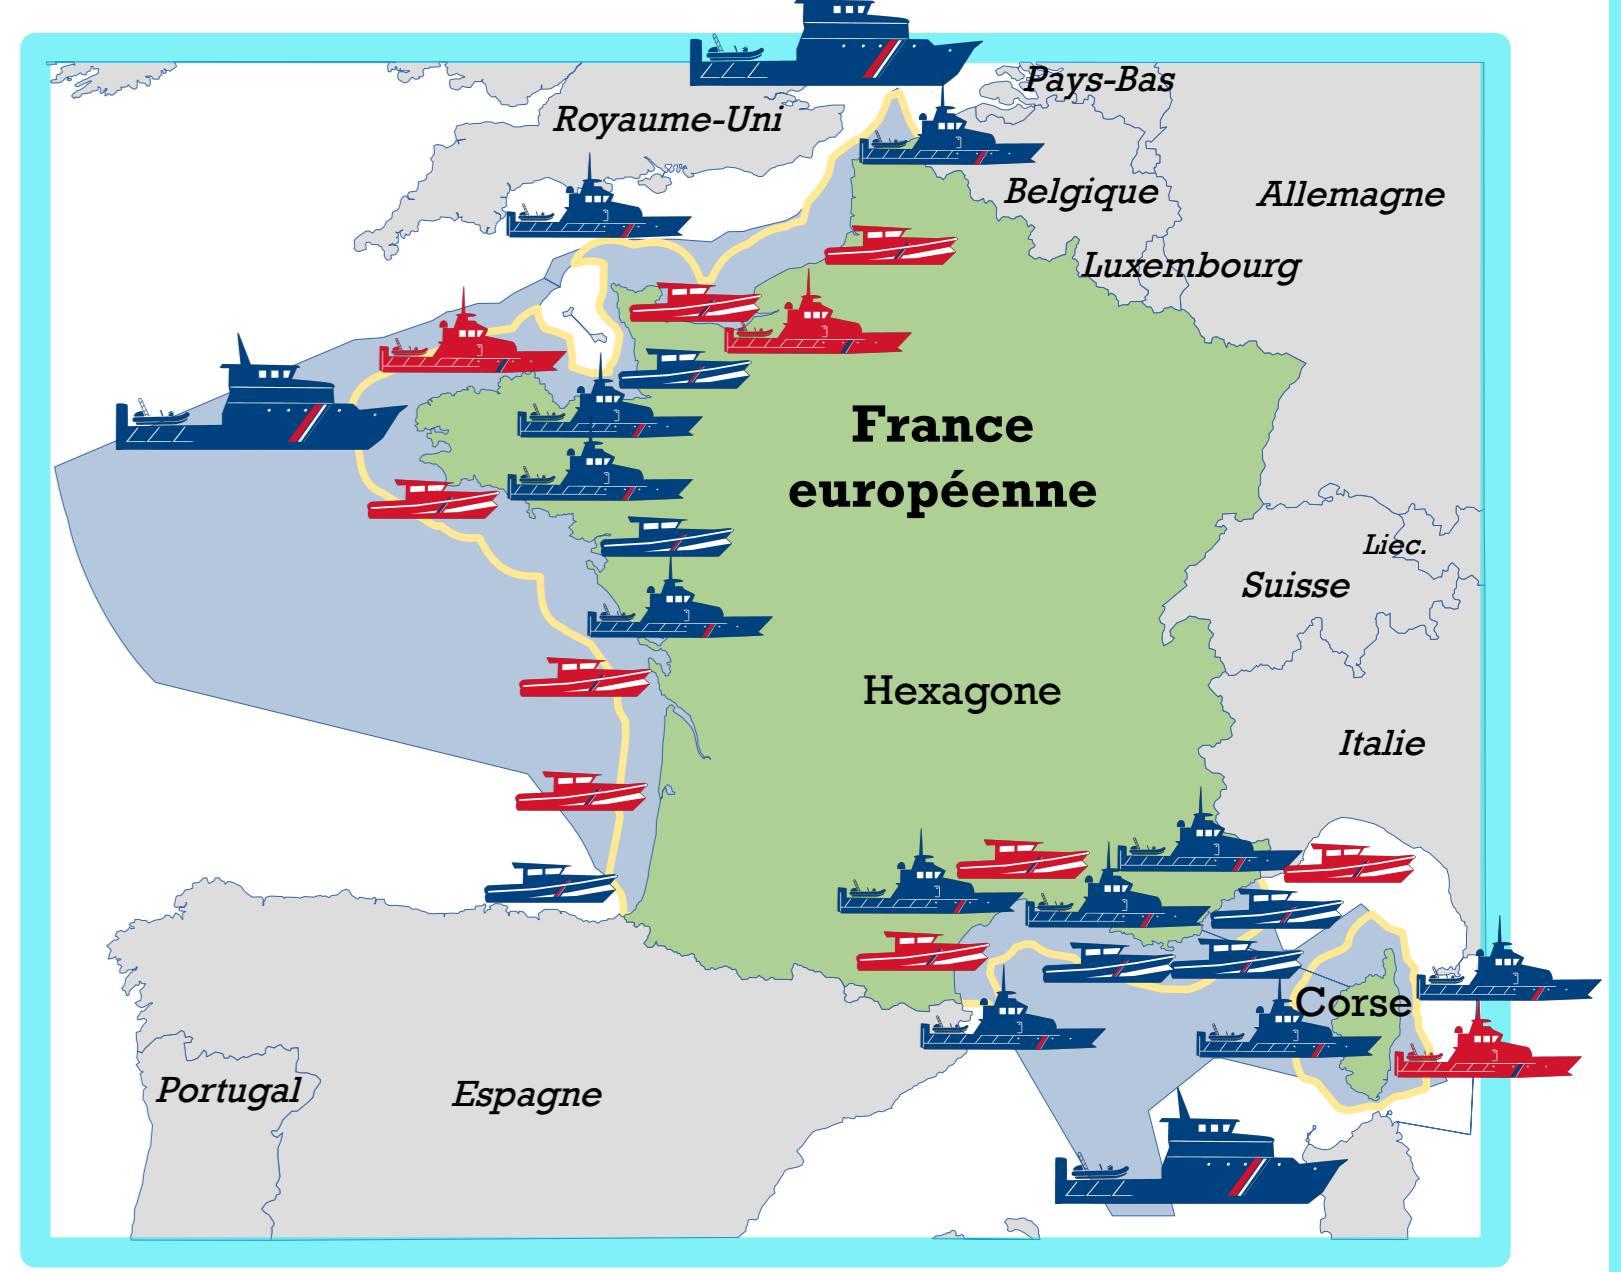 Pays-Bas
Royaume-Uni
Belgique
Allemagne
Luxembourg
France
européenne
Liec.
Suisse
Hexagone
Italie
Corse
Portugal
Espagne